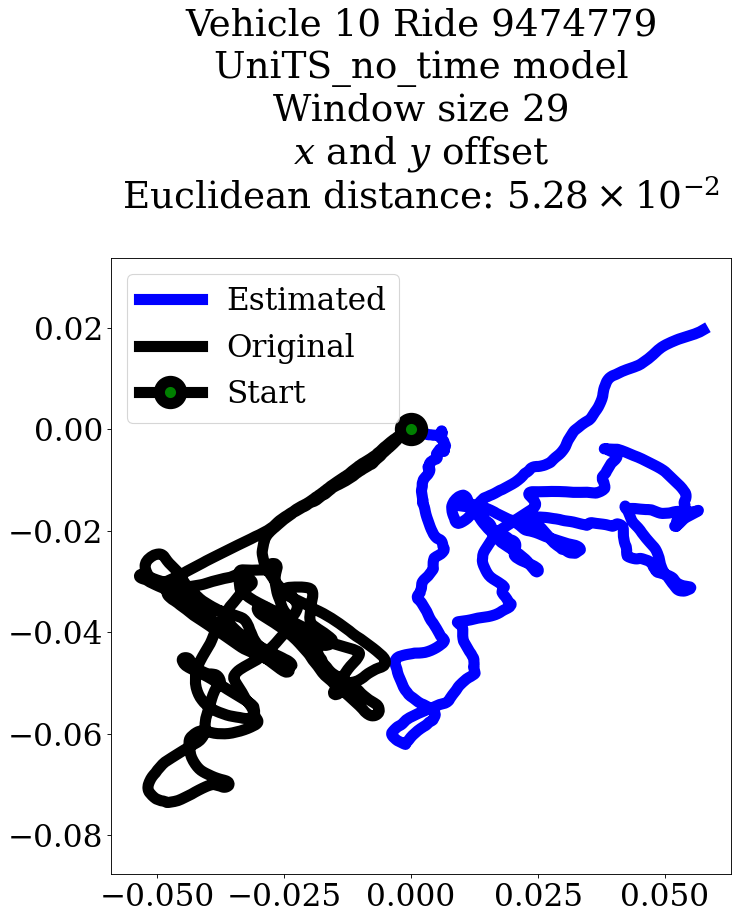 Vehicle 10 Ride 9474779
UniTS_no_time model
Window size 29
x and y offset
Euclidean distance: 5.28 × 10⁻²
Estimated
Original
Start
0.02
0.00
−0.02
−0.04
−0.06
−0.08
−0.050 −0.025 0.000 0.025 0.050